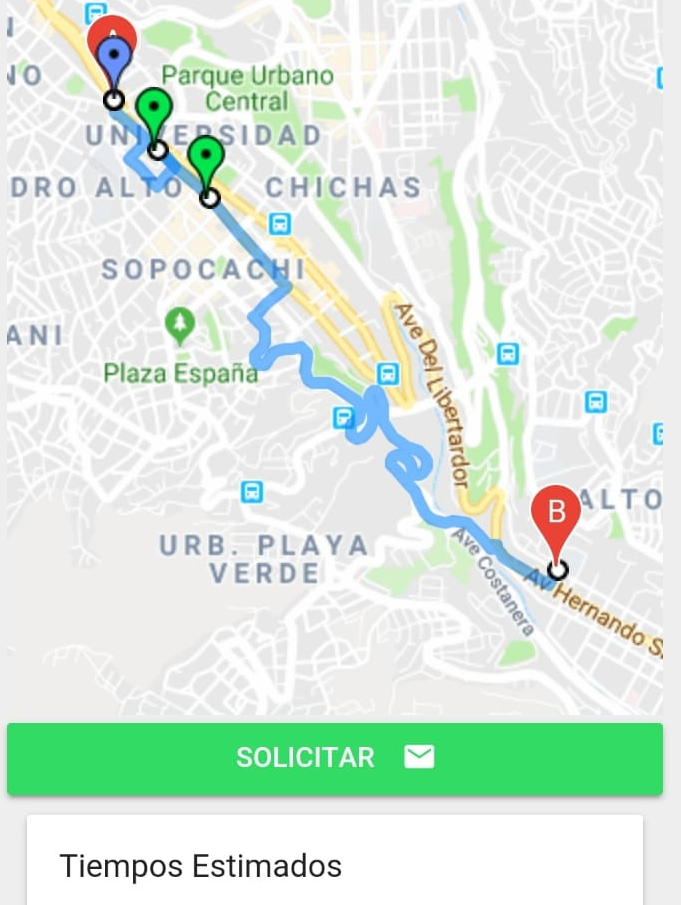 NO
Parque Urbano
Central
UNIVERSIDAD
DRO ALTO
CHICHAS
SOPOCACHI
ANI
Plaza España
Ave Del Libertardor
B
ALTO
URB. PLAYA
VERDE
Ave Costanera
Av Hernando S.
SOLICITAR
Tiempos Estimados